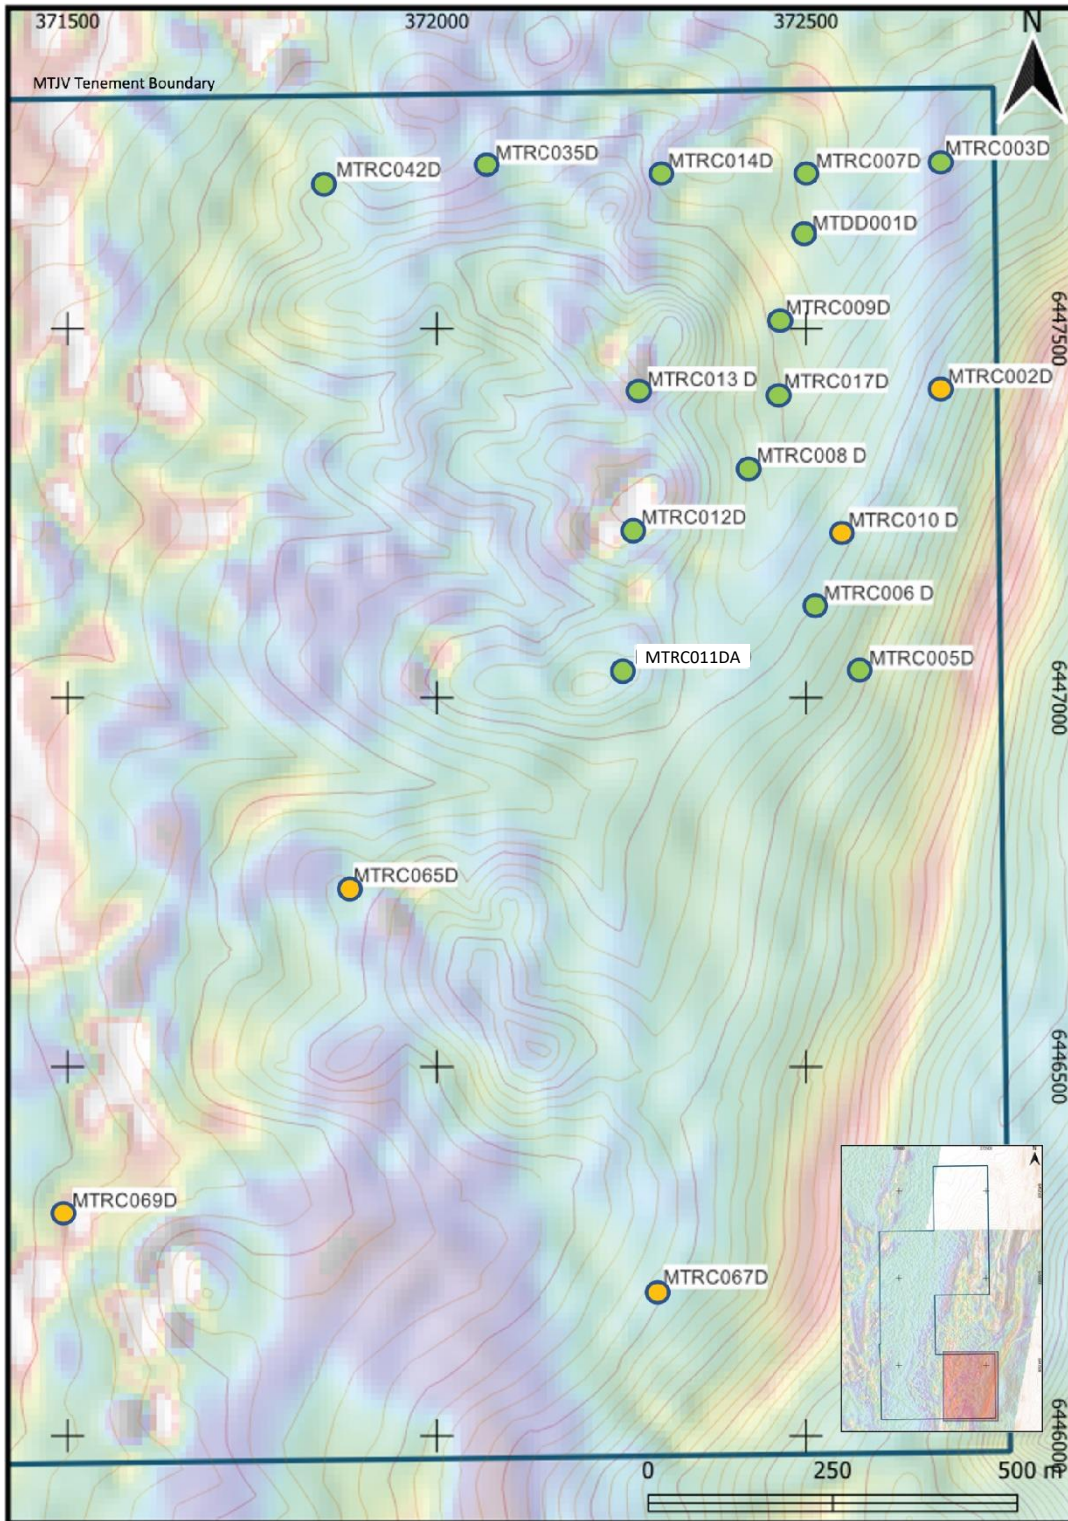 371500 372000 372500 N
MTJV Tenement Boundary
MTRC042D
MTRC035D
MTRC014D
MTRC007D
MTRC003D
MTDD001D
MTRC009D
6447500
MTRC013 D
MTRC017D
MTRC002D
MTRC008 D
MTRC012D
MTRC010 D
MTRC006 D
MTRC011DA
MTRC005D
6447000
MTRC065D
6446500
MTRC069D
MTRC067D
6446000
0 250 500 m